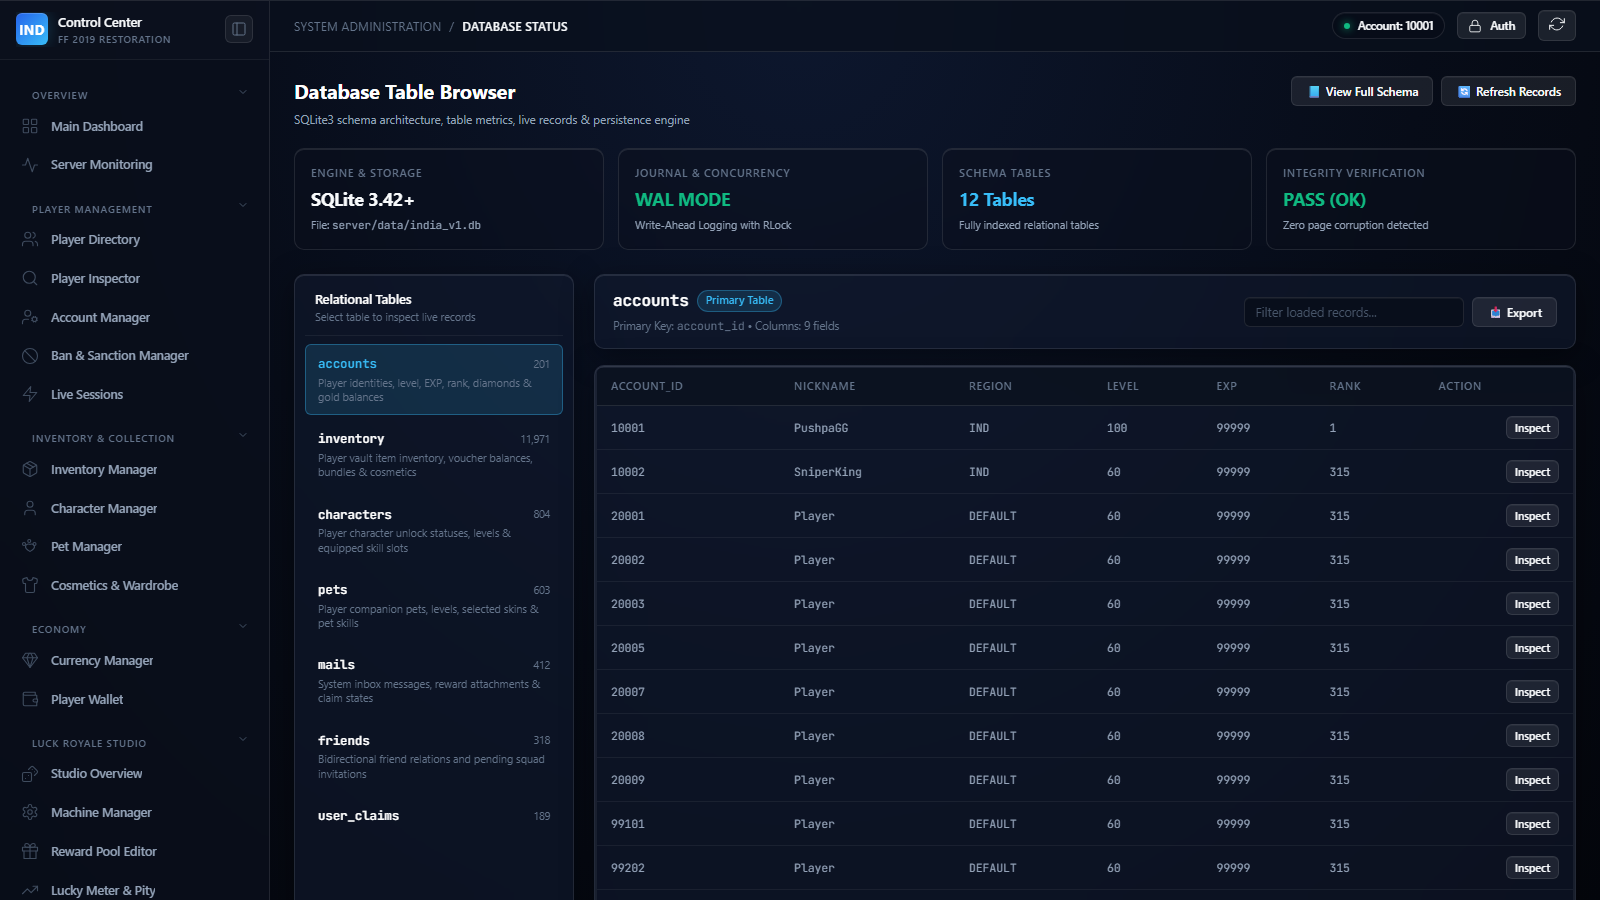 IND
Control Center
FF 2019 RESTORATION
OVERVIEW
Main Dashboard
Server Monitoring
PLAYER MANAGEMENT
Player Directory
Player Inspector
Account Manager
Ban & Sanction Manager
Live Sessions
INVENTORY & COLLECTION
Inventory Manager
Character Manager
Pet Manager
Cosmetics & Wardrobe
ECONOMY
Currency Manager
Player Wallet
LUCK ROYALE STUDIO
Studio Overview
Machine Manager
Reward Pool Editor
Lucky Meter & Pity
SYSTEM ADMINISTRATION / DATABASE STATUS
Account: 10001
Auth
Database Table Browser
SQLite3 schema architecture, table metrics, live records & persistence engine
View Full Schema
Refresh Records
ENGINE & STORAGE
SQLite 3.42+
File: server/data/india_v1.db
JOURNAL & CONCURRENCY
WAL MODE
Write-Ahead Logging with RLock
SCHEMA TABLES
12 Tables
Fully indexed relational tables
INTEGRITY VERIFICATION
PASS (OK)
Zero page corruption detected
Relational Tables
Select table to inspect live records
accounts 201
Player identities, level, EXP, rank, diamonds &
gold balances
inventory 11,971
Player vault item inventory, voucher balances,
bundles & cosmetics
characters 804
Player character unlock statuses, levels &
equipped skill slots
pets 603
Player companion pets, levels, selected skins &
pet skills
mails 412
System inbox messages, reward attachments &
claim states
friends 318
Bidirectional friend relations and pending squad
invitations
user_claims 189
accounts Primary Table
Primary Key: account_id • Columns: 9 fields
Filter loaded records...
Export
ACCOUNT_ID NICKNAME REGION LEVEL EXP RANK ACTION
10001 PushpaGG IND 100 99999 1 Inspect
10002 SniperKing IND 60 99999 315 Inspect
20001 Player DEFAULT 60 99999 315 Inspect
20002 Player DEFAULT 60 99999 315 Inspect
20003 Player DEFAULT 60 99999 315 Inspect
20005 Player DEFAULT 60 99999 315 Inspect
20007 Player DEFAULT 60 99999 315 Inspect
20008 Player DEFAULT 60 99999 315 Inspect
20009 Player DEFAULT 60 99999 315 Inspect
99101 Player DEFAULT 60 99999 315 Inspect
99202 Player DEFAULT 60 99999 315 Inspect